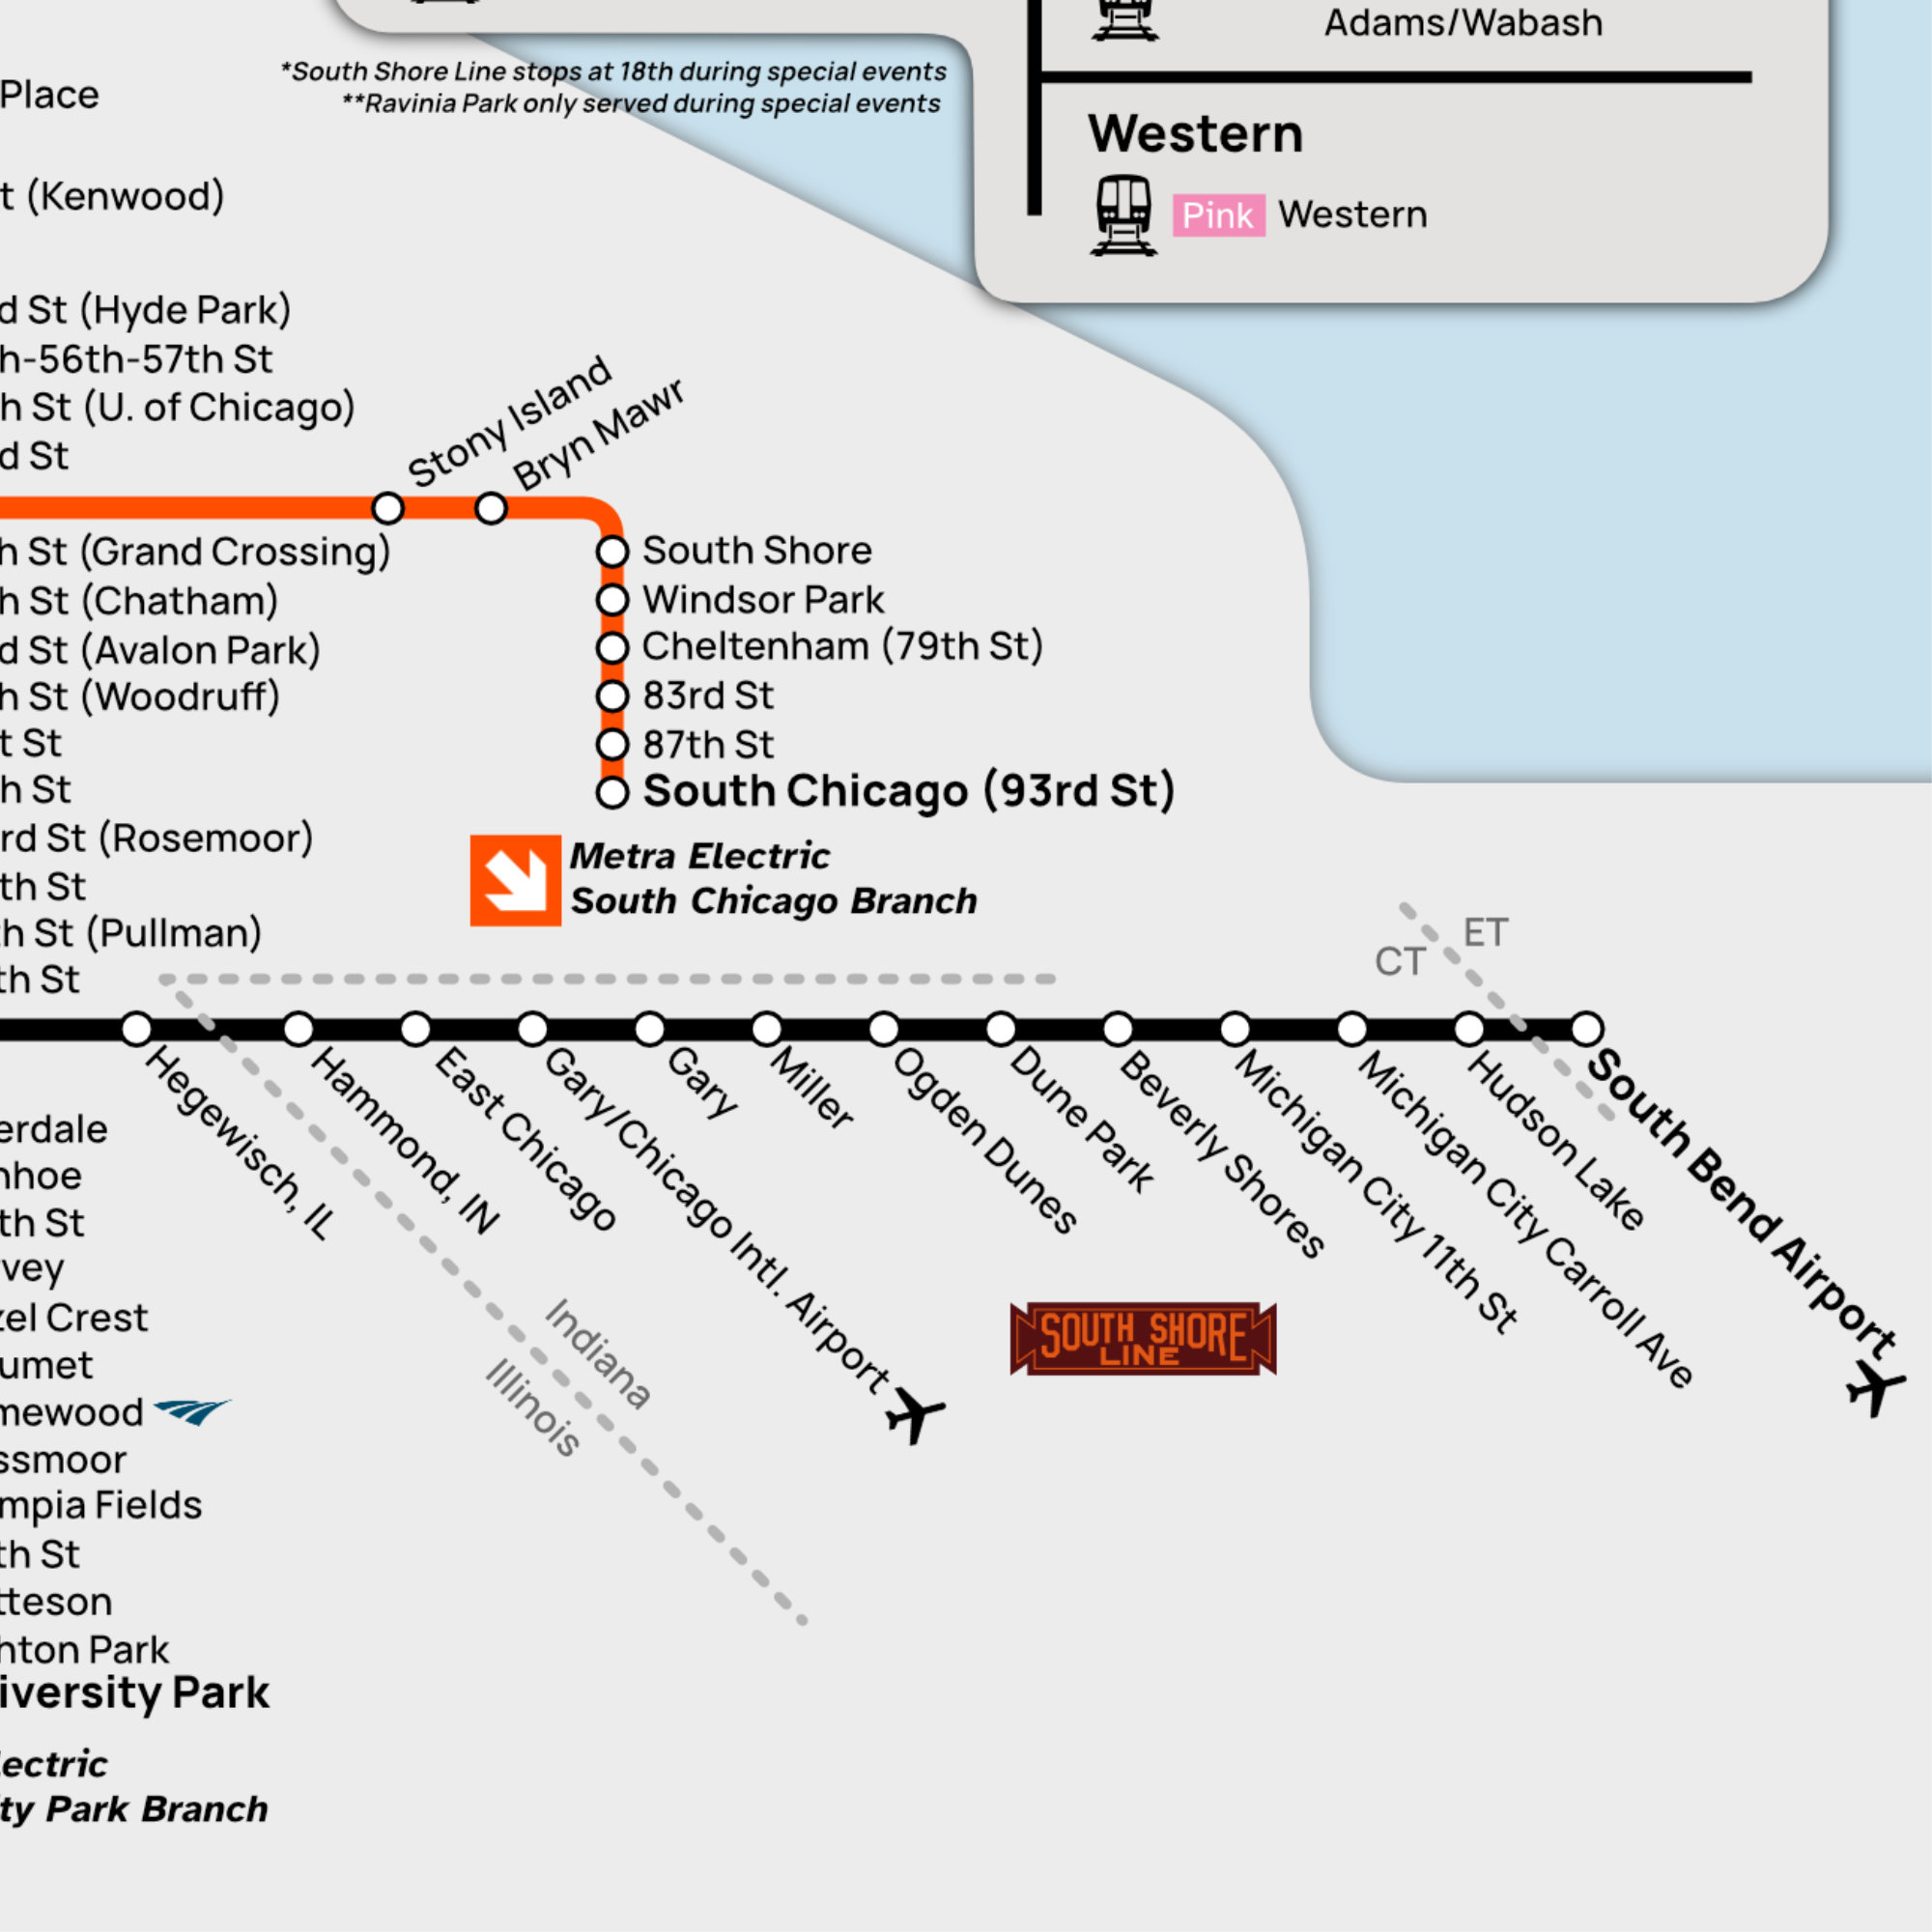 Adams/Wabash
*South Shore Line stops at 18th during special events
**Ravinia Park only served during special events
Place
Western
Pink Western
t (Kenwood)
d St (Hyde Park)
h-56th-57th St
h St (U. of Chicago)
d St
Stony Island
Bryn Mawr
h St (Grand Crossing)
h St (Chatham)
d St (Avalon Park)
h St (Woodruff)
t St
h St
rd St (Rosemoor)
th St
th St (Pullman)
th St
South Shore
Windsor Park
Cheltenham (79th St)
83rd St
87th St
South Chicago (93rd St)
Metra Electric
South Chicago Branch
CT
ET
Hegewisch, IL
Hammond, IN
East Chicago
Gary/Chicago Intl. Airport
Gary
Miller
Ogden Dunes
Dune Park
Beverly Shores
Michigan City 11th St
Michigan City Carroll Ave
Hudson Lake
South Bend Airport
Indiana
Illinois
SOUTH SHORE
LINE
erdale
nhoe
th St
vey
zel Crest
umet
mewood
ssmoor
mpia Fields
th St
tteson
hton Park
iversity Park
lectric
ty Park Branch